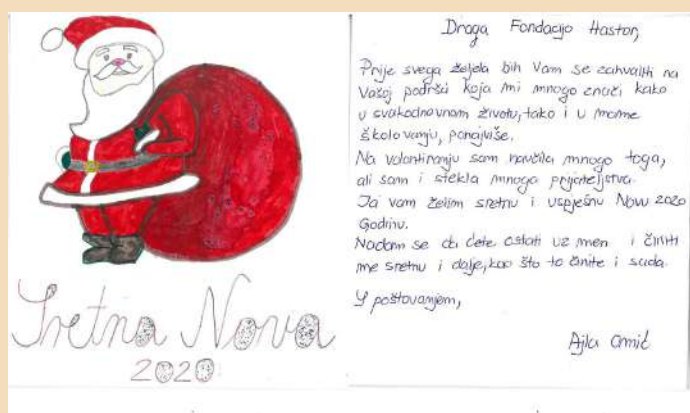 Sretna Nova
2020
Draga Fondacijo Hastor,
Prije svega željela bih Vam se zahvaliti na
Vašoj podršci koja mi mnogo znači kako
u svakodnevnom životu, tako i u mome
školovanju, ponajviše.
Na volontiranju sam naučila mnogo toga,
ali sam i stekla mnoga prijateljstva.
Ja vam želim sretnu i uspješnu Novu 2020
Godinu.
Nadam se da ćete ostati uz men i činiti
me sretnu i dalje, kao što to činite i sada.
S poštovanjem,
Ajla